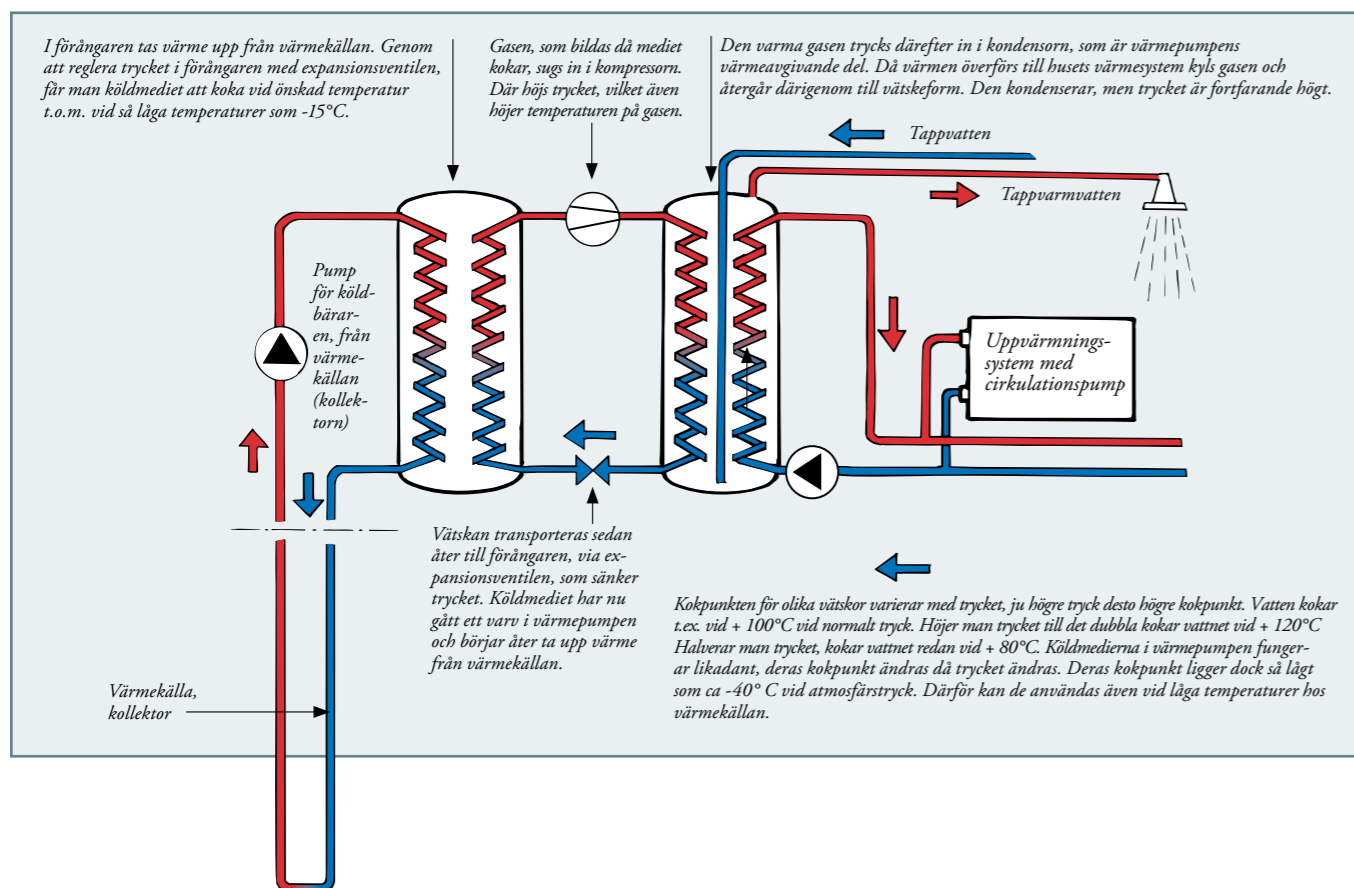 I förångaren tas värme upp från värmekällan. Genom
att reglera trycket i förångaren med expansionsventilen,
får man köldmediet att koka vid önskad temperatur
t.o.m. vid så låga temperaturer som -15°C.
Gasen, som bildas då mediet
kokar, sugs in i kompressorn.
Där höjs trycket, vilket även
höjer temperaturen på gasen.
Den varma gasen trycks därefter in i kondensorn, som är värmepumpens
värmeavgivande del. Då värmen överförs till husets värmesystem kyls gasen och
återgår därigenom till vätskeform. Den kondenserar, men trycket är fortfarande högt.
Tappvatten
Tappvarmvatten
Pump
för köld-
bärar-
en, från
värme-
källan
(kollek-
torn)
Uppvärmnings-
system med
cirkulationspump
Vätskan transporteras sedan
åter till förångaren, via ex-
pansionsventilen, som sänker
trycket. Köldmediet har nu
gått ett varv i värmepumpen
och börjar åter ta upp värme
från värmekällan.
Kokpunkten för olika vätskor varierar med trycket, ju högre tryck desto högre kokpunkt. Vatten kokar
t.ex. vid + 100°C vid normalt tryck. Höjer man trycket till det dubbla kokar vattnet vid + 120°C
Halverar man trycket, kokar vattnet redan vid + 80°C. Köldmedierna i värmepumpen funger-
ar likadant, deras kokpunkt ändras då trycket ändras. Deras kokpunkt ligger dock så lågt
som ca -40° C vid atmosfärstryck. Därför kan de användas även vid låga temperaturer hos
värmekällan.
Värmekälla,
kollektor